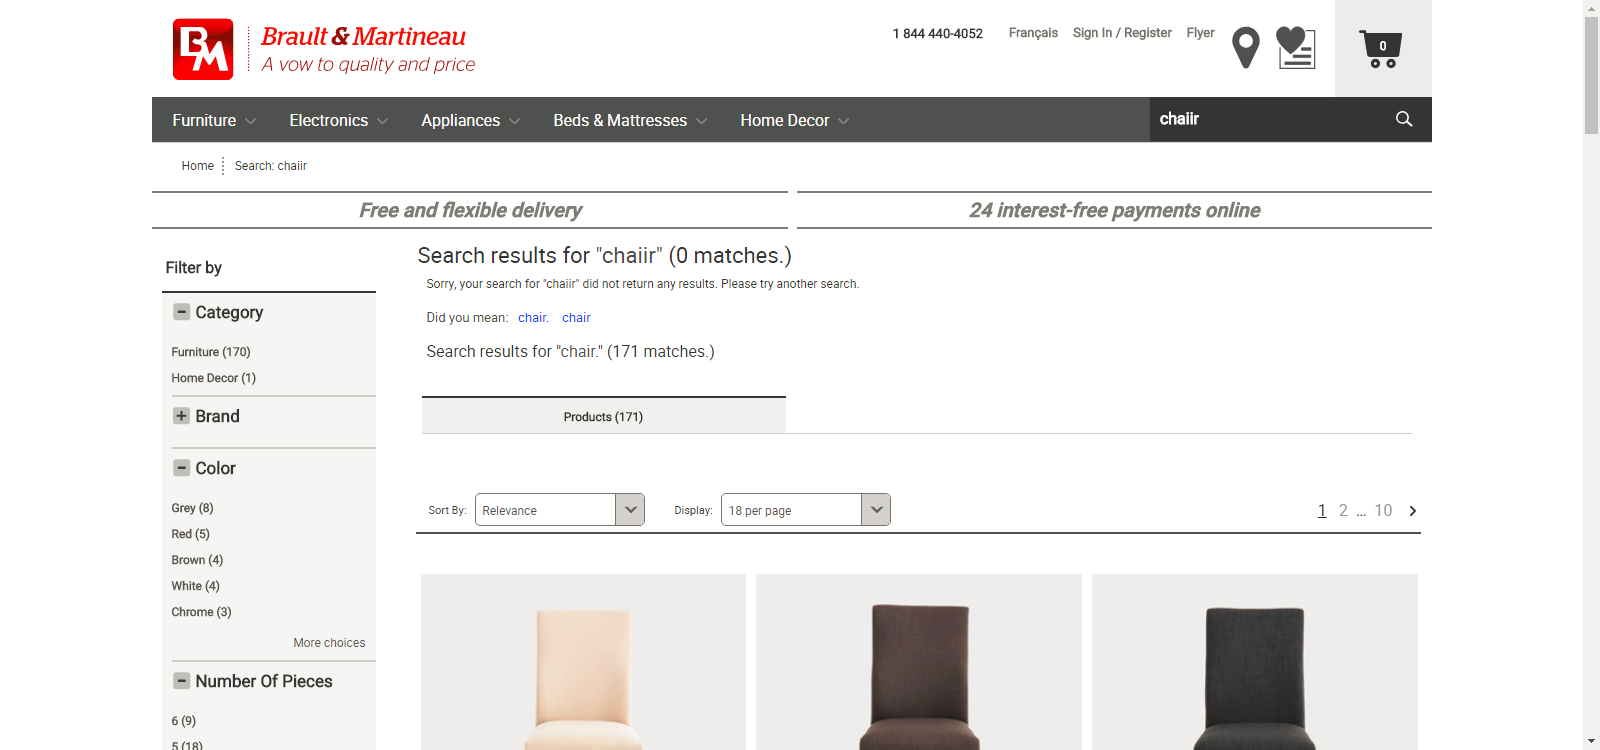 BM
Brault & Martineau
A vow to quality and price
1 844 440-4052 Français Sign In / Register Flyer
0
Furniture Electronics Appliances Beds & Mattresses Home Decor chaiir
Home Search: chaiir
Free and flexible delivery 24 interest-free payments online
Filter by
Category
Furniture (170)
Home Decor (1)
Brand
Color
Grey (8)
Red (5)
Brown (4)
White (4)
Chrome (3)
More choices
Number Of Pieces
6 (9)
5 (18)
Search results for "chaiir" (0 matches.)
Sorry, your search for "chaiir" did not return any results. Please try another search.
Did you mean: chair. chair
Search results for "chair." (171 matches.)
Products (171)
Sort By: Relevance Display: 18 per page 1 2 ... 10